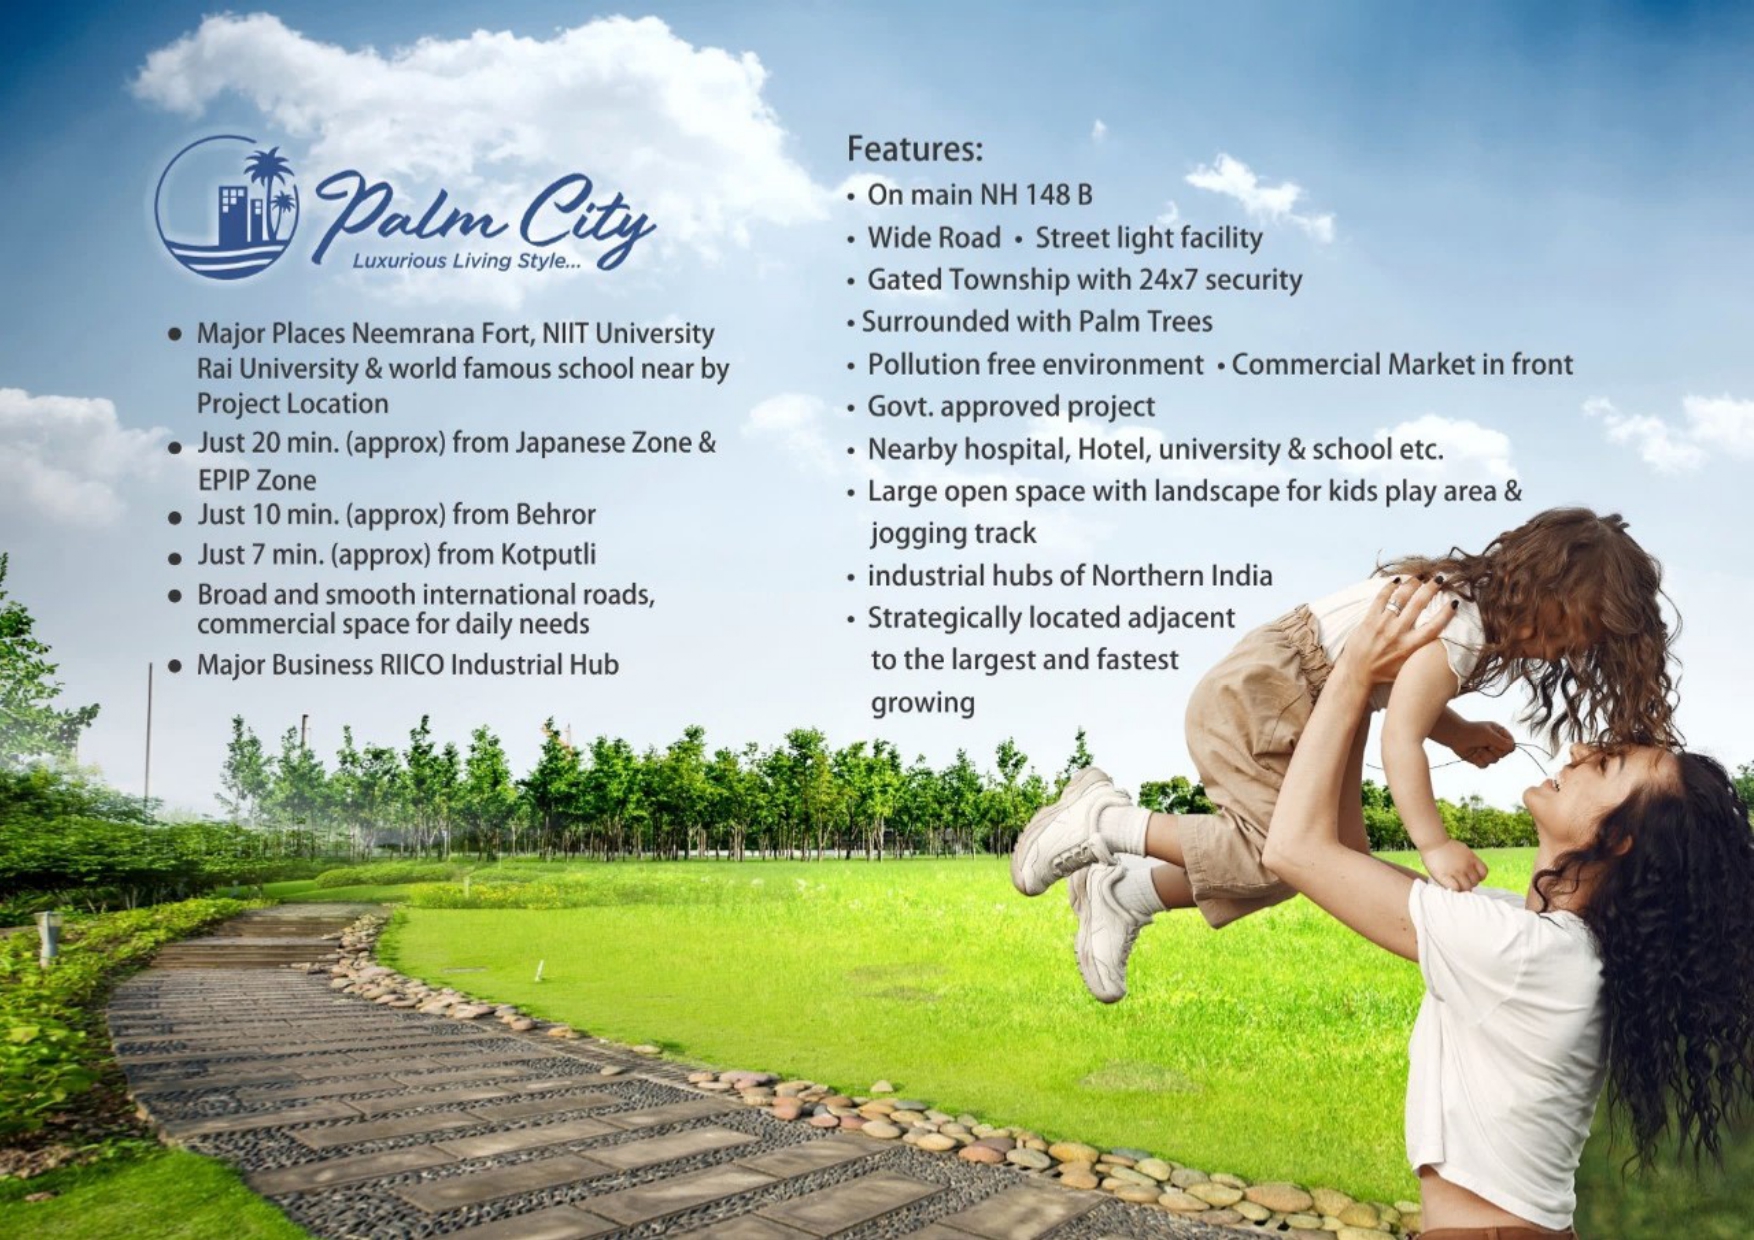 Palm City
Luxurious Living Style...
• Major Places Neemrana Fort, NIIT University
Rai University & world famous school near by
Project Location
• Just 20 min. (approx) from Japanese Zone &
EPIP Zone
• Just 10 min. (approx) from Behror
• Just 7 min. (approx) from Kotputli
• Broad and smooth international roads,
commercial space for daily needs
• Major Business RIICO Industrial Hub
Features:
• On main NH 148 B
• Wide Road • Street light facility
• Gated Township with 24x7 security
• Surrounded with Palm Trees
• Pollution free environment • Commercial Market in front
• Govt. approved project
• Nearby hospital, Hotel, university & school etc.
• Large open space with landscape for kids play area &
jogging track
• industrial hubs of Northern India
• Strategically located adjacent
to the largest and fastest
growing